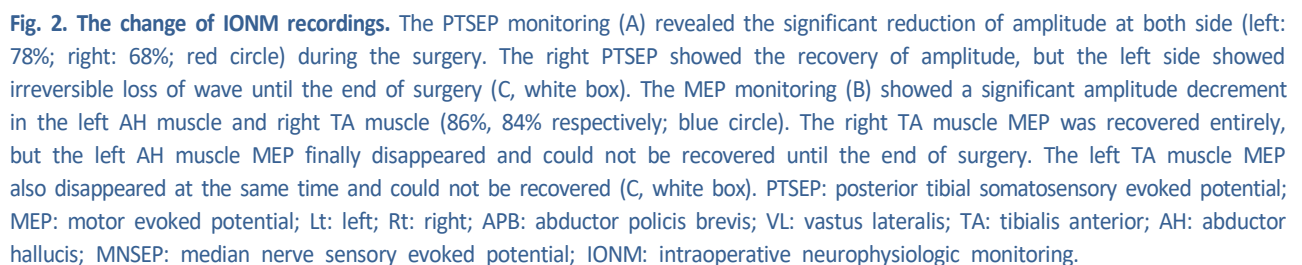 Fig. 2. The change of IONM recordings. The PTSEP monitoring (A) revealed the significant reduction of amplitude at both side (left:
78%; right: 68%; red circle) during the surgery. The right PTSEP showed the recovery of amplitude, but the left side showed
irreversible loss of wave until the end of surgery (C, white box). The MEP monitoring (B) showed a significant amplitude decrement
in the left AH muscle and right TA muscle (86%, 84% respectively; blue circle). The right TA muscle MEP was recovered entirely,
but the left AH muscle MEP finally disappeared and could not be recovered until the end of surgery. The left TA muscle MEP
also disappeared at the same time and could not be recovered (C, white box). PTSEP: posterior tibial somatosensory evoked potential;
MEP: motor evoked potential; Lt: left; Rt: right; APB: abductor policis brevis; VL: vastus lateralis; TA: tibialis anterior; AH: abductor
hallucis; MNSEP: median nerve sensory evoked potential; IONM: intraoperative neurophysiologic monitoring.